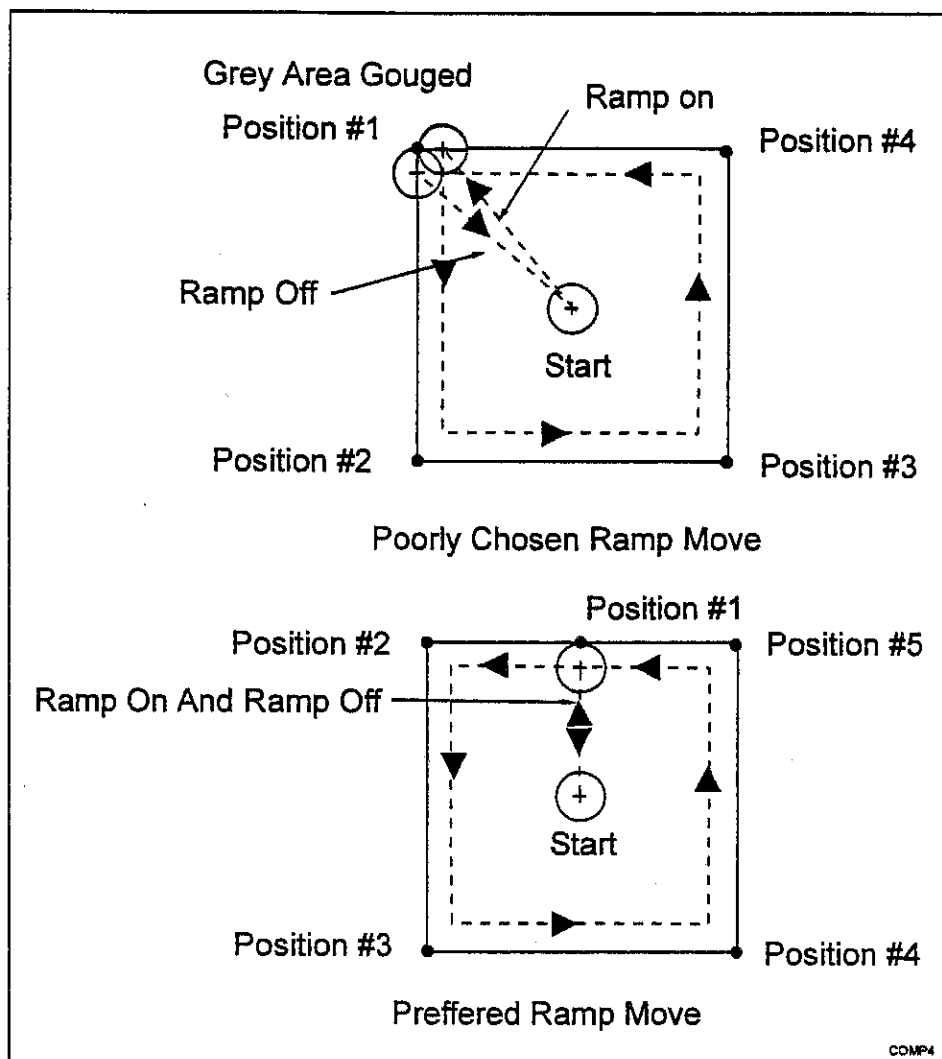 Grey Area Gouged
Ramp on
Position #1
Position #4
Ramp Off
Start
Position #2
Position #3
Poorly Chosen Ramp Move
Position #1
Position #2
Position #5
Ramp On And Ramp Off
Start
Position #3
Position #4
Preffered Ramp Move
COMP4